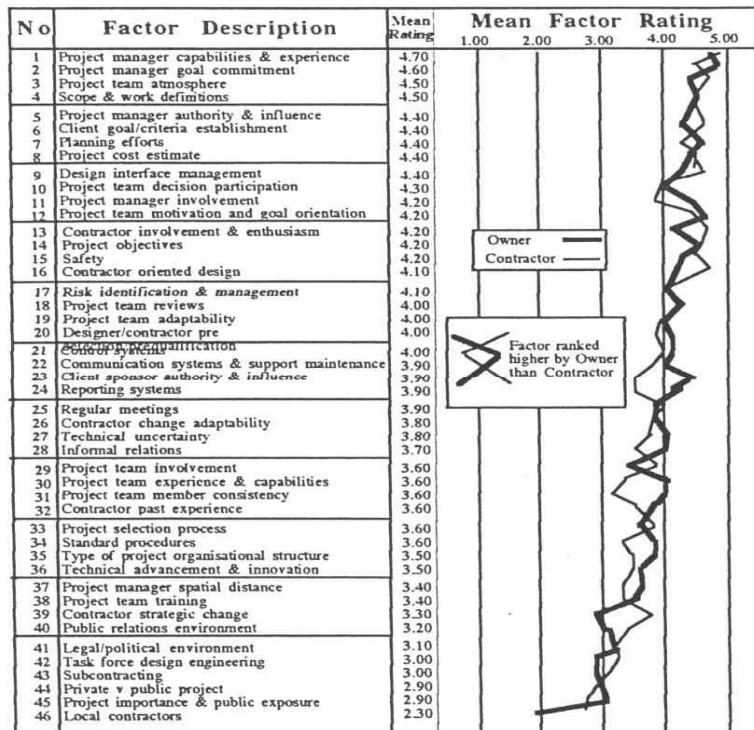 No Factor Description Mean Rating Mean Factor Rating
1.00 2.00 3.00 4.00 5.00
1 Project manager capabilities & experience 4.70
2 Project manager goal commitment 4.60
3 Project team atmosphere 4.50
4 Scope & work definitions 4.50
5 Project manager authority & influence 4.40
6 Client goal/criteria establishment 4.40
7 Planning efforts 4.40
8 Project cost estimate 4.40
9 Design interface management 4.40
10 Project team decision participation 4.30
11 Project manager involvement 4.20
12 Project team motivation and goal orientation 4.20
13 Contractor involvement & enthusiasm 4.20
14 Project objectives 4.20
15 Safety 4.20
16 Contractor oriented design 4.10
17 Risk identification & management 4.10
18 Project team reviews 4.00
19 Project team adaptability 4.00
20 Designer/contractor pre 4.00
selection/prequalification
21 Control systems 4.00
22 Communication systems & support maintenance 3.90
23 Client sponsor authority & influence 3.90
24 Reporting systems 3.90
25 Regular meetings 3.90
26 Contractor change adaptability 3.80
27 Technical uncertainty 3.80
28 Informal relations 3.70
29 Project team involvement 3.60
30 Project team experience & capabilities 3.60
31 Project team member consistency 3.60
32 Contractor past experience 3.60
33 Project selection process 3.60
34 Standard procedures 3.60
35 Type of project organisational structure 3.50
36 Technical advancement & innovation 3.50
37 Project manager spatial distance 3.40
38 Project team training 3.40
39 Contractor strategic change 3.30
40 Public relations environment 3.20
41 Legal/political environment 3.10
42 Task force design engineering 3.00
43 Subcontracting 3.00
44 Private v public project 2.90
45 Project importance & public exposure 2.90
46 Local contractors 2.30
Owner
Contractor
Factor ranked
higher by Owner
than Contractor